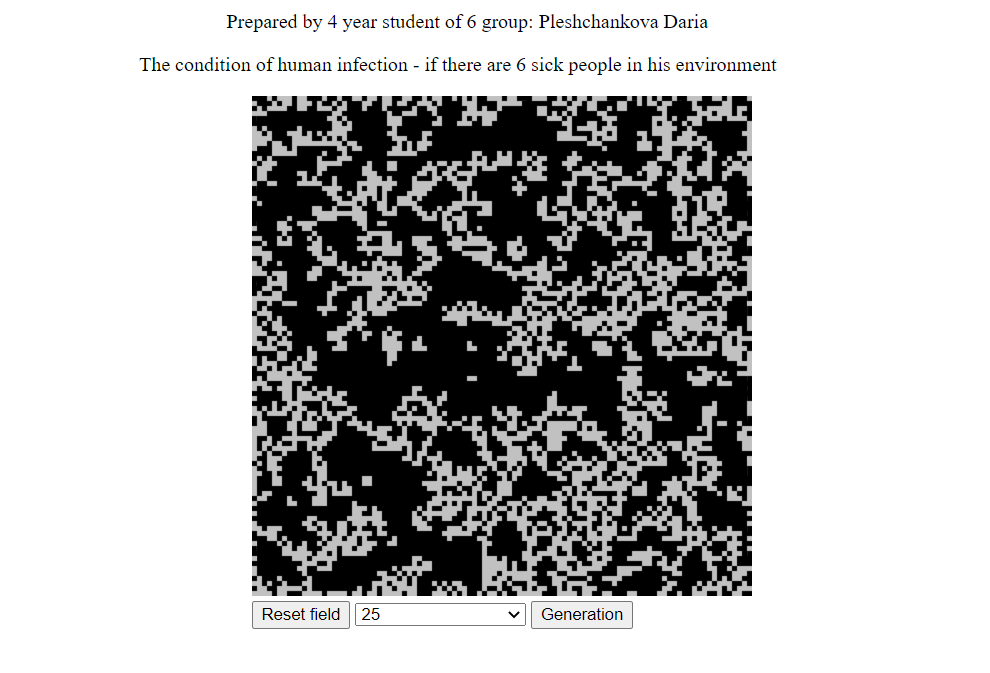 Prepared by 4 year student of 6 group: Pleshchankova Daria
The condition of human infection - if there are 6 sick people in his environment
Reset field 25 Generation